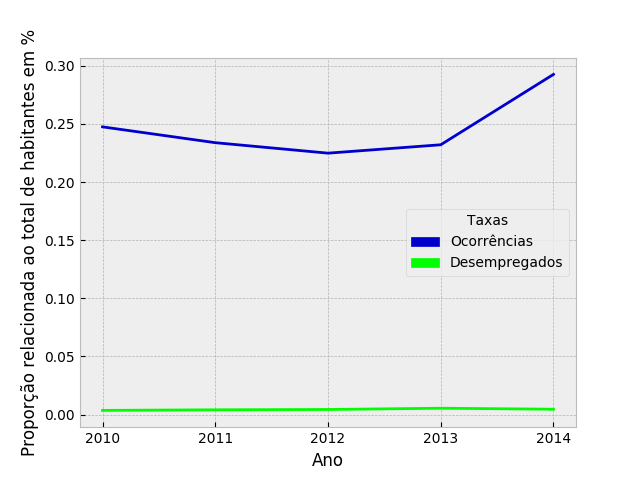 Proporção relacionada ao total de habitantes em %
0.30
0.25
0.20
0.15
0.10
0.05
0.00
Taxas
Ocorrências
Desempregados
2010 2011 2012 2013 2014
Ano